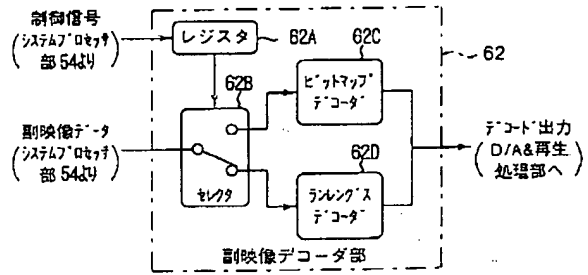 制御信号
(システムプロセッサ
部54より)
レジスタ
62A
62B
62C
62
ビットマップ
デコーダ
副映像データ
(システムプロセッサ
部54より)
セレクタ
62D
ランレングス
デコーダ
デコード出力
(D/A&再生
処理部へ)
副映像デコーダ部